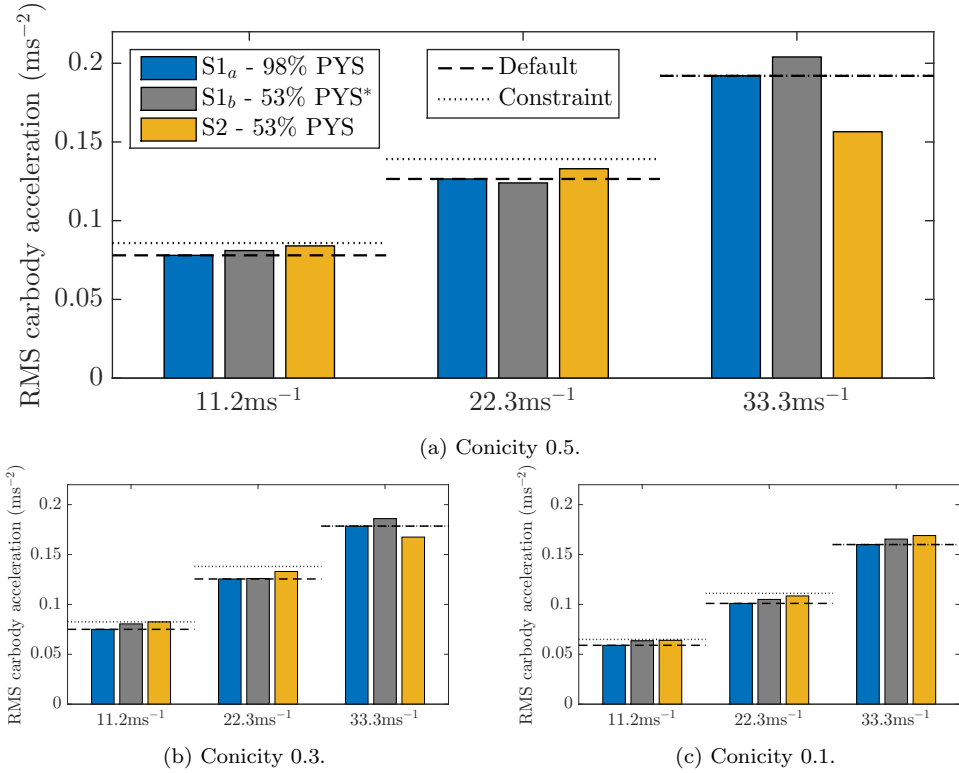 RMS carbody acceleration (ms⁻²)
0.2
0.15
0.1
0.05
0
S1ₐ - 98% PYS
S1_b - 53% PYS*
S2 - 53% PYS
Default
Constraint
11.2ms⁻¹ 22.3ms⁻¹ 33.3ms⁻¹
(a) Conicity 0.5.
RMS carbody acceleration (ms⁻²)
0.2
0.15
0.1
0.05
0
11.2ms⁻¹ 22.3ms⁻¹ 33.3ms⁻¹
(b) Conicity 0.3.
RMS carbody acceleration (ms⁻²)
0.2
0.15
0.1
0.05
0
11.2ms⁻¹ 22.3ms⁻¹ 33.3ms⁻¹
(c) Conicity 0.1.